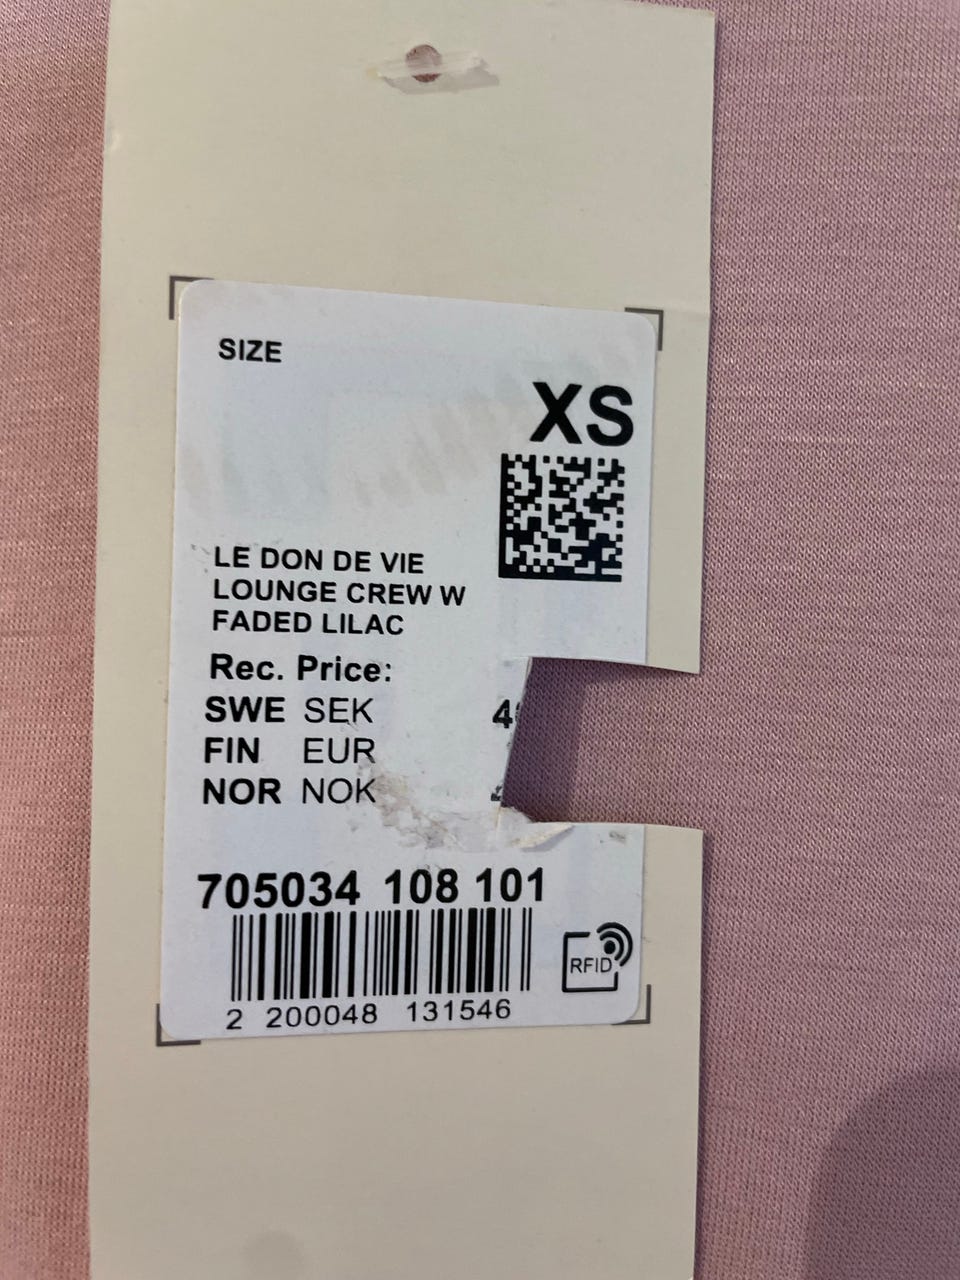 SIZE
XS
LE DON DE VIE
LOUNGE CREW W
FADED LILAC
Rec. Price:
SWE SEK
FIN EUR
NOR NOK
705034 108 101
RFID
2 200048 131546